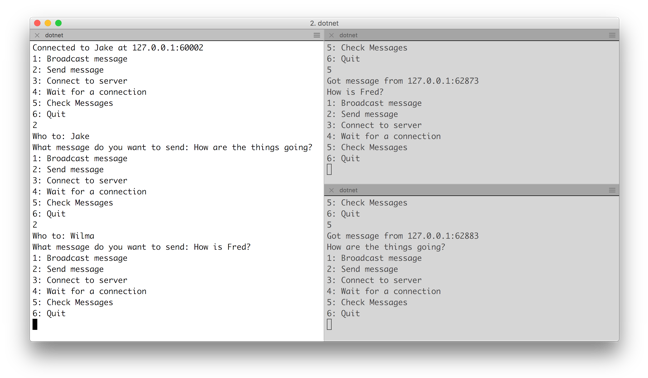 2. dotnet
dotnet
Connected to Jake at 127.0.0.1:60002
1: Broadcast message
2: Send message
3: Connect to server
4: Wait for a connection
5: Check Messages
6: Quit
2
Who to: Jake
What message do you want to send: How are the things going?
1: Broadcast message
2: Send message
3: Connect to server
4: Wait for a connection
5: Check Messages
6: Quit
2
Who to: Wilma
What message do you want to send: How is Fred?
1: Broadcast message
2: Send message
3: Connect to server
4: Wait for a connection
5: Check Messages
6: Quit
dotnet
5: Check Messages
6: Quit
5
Got message from 127.0.0.1:62873
How is Fred?
1: Broadcast message
2: Send message
3: Connect to server
4: Wait for a connection
5: Check Messages
6: Quit
dotnet
5: Check Messages
6: Quit
5
Got message from 127.0.0.1:62883
How are the things going?
1: Broadcast message
2: Send message
3: Connect to server
4: Wait for a connection
5: Check Messages
6: Quit